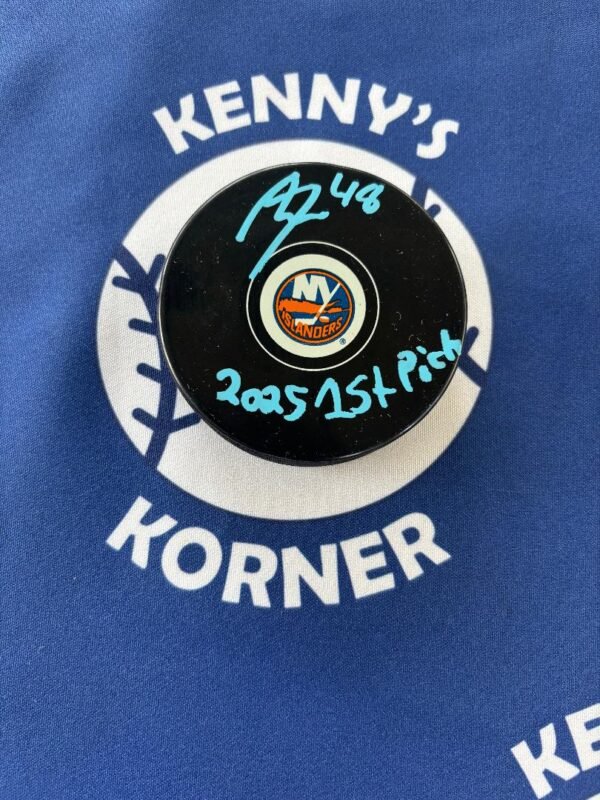 KENNY'S
48
NY
ISLANDERS
®
2025 1st Pick
KORNER
KE